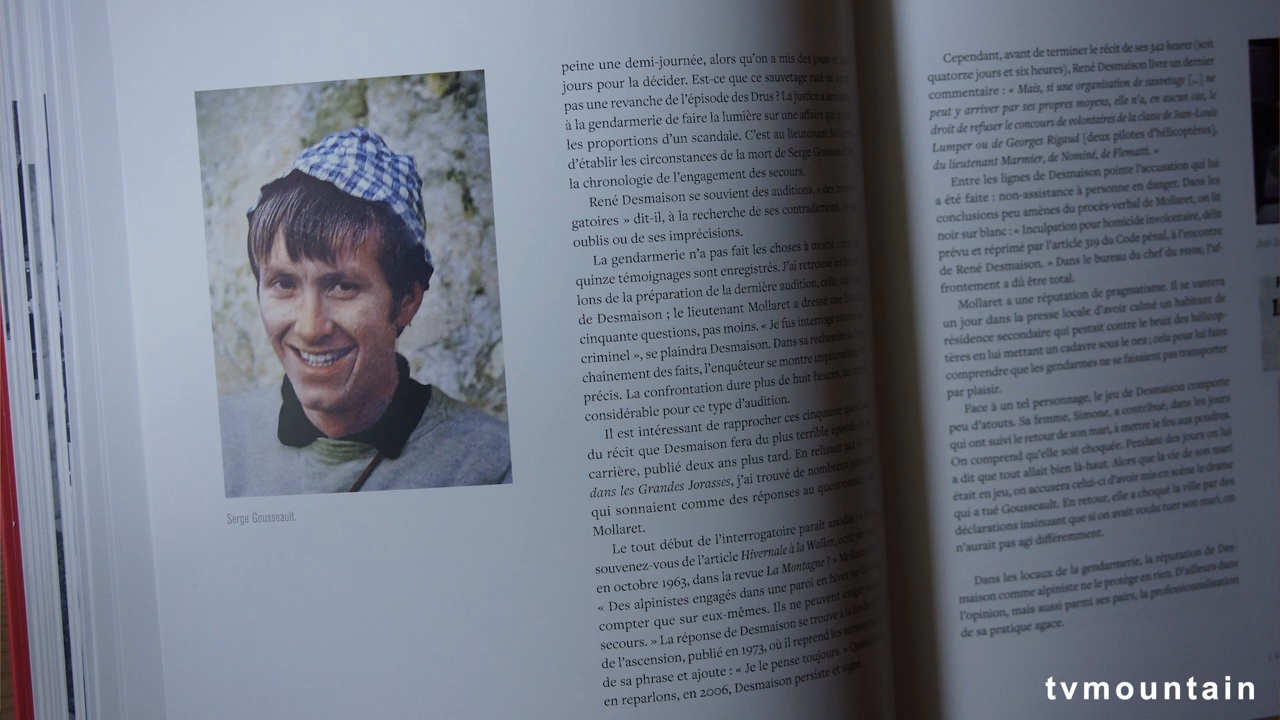 Serge Gousseault.
peine une demi-journée, alors qu'on a mis des jours et
jours pour la décider. Est-ce que ce sauvetage
pas une revanche de l'épisode des Drus ? La justice a
à la gendarmerie de faire la lumière sur une affaire qui
les proportions d'un scandale. C'est au lieutenant
d'établir les circonstances de la mort de Serge
la chronologie de l'engagement des secours.
René Desmaison se souvient des auditions, «
gatoires » dit-il, à la recherche de ses contradictions,
oublis ou de ses imprécisions.
La gendarmerie n'a pas fait les choses à moitié :
quinze témoignages sont enregistrés. J'ai retrouvé
lons de la préparation de la dernière audition, celle
de Desmaison ; le lieutenant Mollaret a dressé une
cinquante questions, pas moins. « Je fus interrogé comme
criminel », se plaindra Desmaison. Dans sa recherche
chaînement des faits, l'enquêteur se montre
précis. La confrontation dure plus de huit heures,
considérable pour ce type d'audition.
Il est intéressant de rapprocher ces cinquante
du récit que Desmaison fera du plus terrible épisode
carrière, publié deux ans plus tard. En relisant 342
dans les Grandes Jorasses, j'ai trouvé de nombreux
qui sonnaient comme des réponses au
Mollaret.
Le tout début de l'interrogatoire paraît
souvenez-vous de l'article Hivernale à la Walker,
en octobre 1963, dans la revue La Montagne ? »
« Des alpinistes engagés dans une paroi en hiver
compter que sur eux-mêmes. Ils ne peuvent
secours. » La réponse de Desmaison se trouve à la
de l'ascension, publié en 1973, où il reprend les
de sa phrase et ajoute : « Je le pense toujours. »
en reparlons, en 2006, Desmaison persiste et signe.
Cependant, avant de terminer le récit de ses 342 heures (soit
quatorze jours et six heures), René Desmaison livre un dernier
commentaire : « Mais, si une organisation de sauvetage [...] ne
peut y arriver par ses propres moyens, elle n'a, en aucun cas, le
droit de refuser le concours de volontaires de la classe de Jean-Louis
Lumper ou de Georges Rigaud [deux pilotes d'hélicoptères],
du lieutenant Marmier, de Nominé, de Flematti. »
Entre les lignes de Desmaison pointe l'accusation qui lui
a été faite : non-assistance à personne en danger. Dans les
conclusions peu amènes du procès-verbal de Mollaret, on lit
noir sur blanc : « Inculpation pour homicide involontaire, délit
prévu et réprimé par l'article 319 du Code pénal, à l'encontre
de René Desmaison. » Dans le bureau du chef du PSHM, l'af-
frontement a dû être total.
Mollaret a une réputation de pragmatisme. Il se vantera
un jour dans la presse locale d'avoir calmé un habitant de
résidence secondaire qui pestait contre le bruit des hélicop-
tères en lui mettant un cadavre sous le nez ; cela pour lui faire
comprendre que les gendarmes ne se faisaient pas transporter
par plaisir.
Face à un tel personnage, le jeu de Desmaison comporte
peu d'atouts. Sa femme, Simone, a contribué, dans les jours
qui ont suivi le retour de son mari, à mettre le feu aux poudres.
On comprend qu'elle soit choquée. Pendant des jours on lui
a dit que tout allait bien là-haut. Alors que la vie de son mari
était en jeu, on accusera celui-ci d'avoir mis en scène le drame
qui a tué Gousseault. En retour, elle a choqué la ville par des
déclarations insinuant que si on avait voulu tuer son mari, on
n'aurait pas agi différemment.
Dans les locaux de la gendarmerie, la réputation de Des-
maison comme alpiniste ne le protège en rien. D'ailleurs dans
l'opinion, mais aussi parmi ses pairs, la professionnalisation
de sa pratique agace.
tvmountain